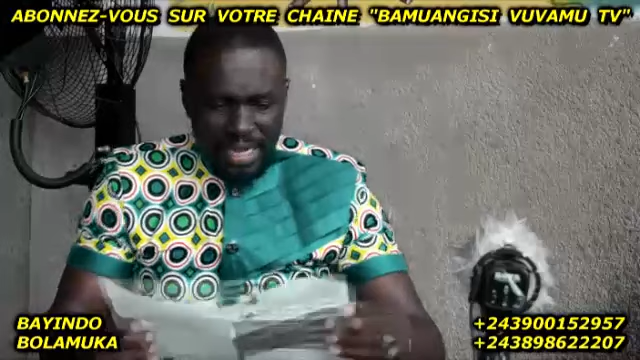 ABONNEZ-VOUS SUR VOTRE CHAINE "BAMUANGISI VUVAMU TV"
BAYINDO
BOLAMUKA
+243900152957
+243898622207